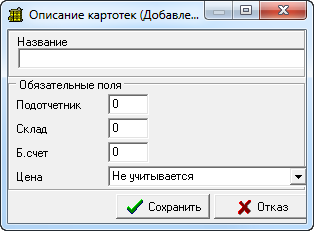 Описание картотек (Добавле...
Название
Обязательные поля
Подотчетник 0
Склад 0
Б.счет 0
Цена Не учитывается
Сохранить Отказ